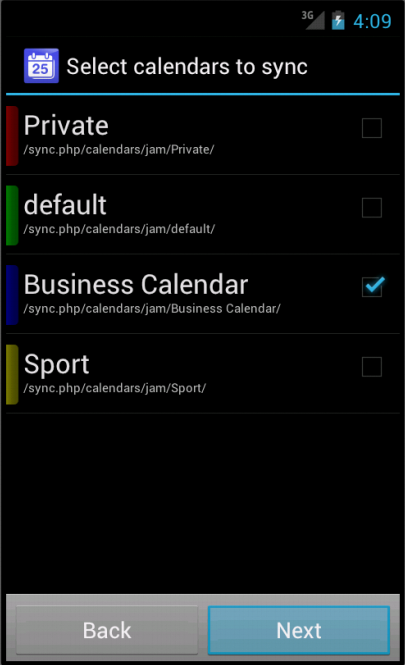 3G
4:09
25
Select calendars to sync
Private
/sync.php/calendars/jam/Private/
default
/sync.php/calendars/jam/default/
Business Calendar
/sync.php/calendars/jam/Business Calendar/
Sport
/sync.php/calendars/jam/Sport/
Back
Next